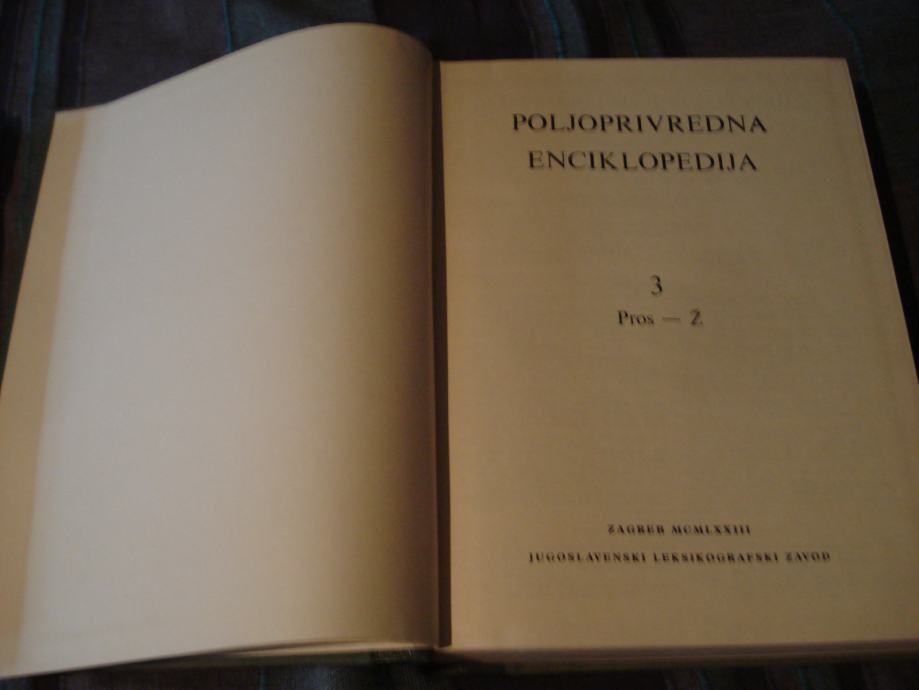 POLJOPRIVREDNA
ENCIKLOPEDIJA
3
Pros — Ž
ZAGREB MCMLXXIII
JUGOSLAVENSKI LEKSIKOGRAFSKI ZAVOD